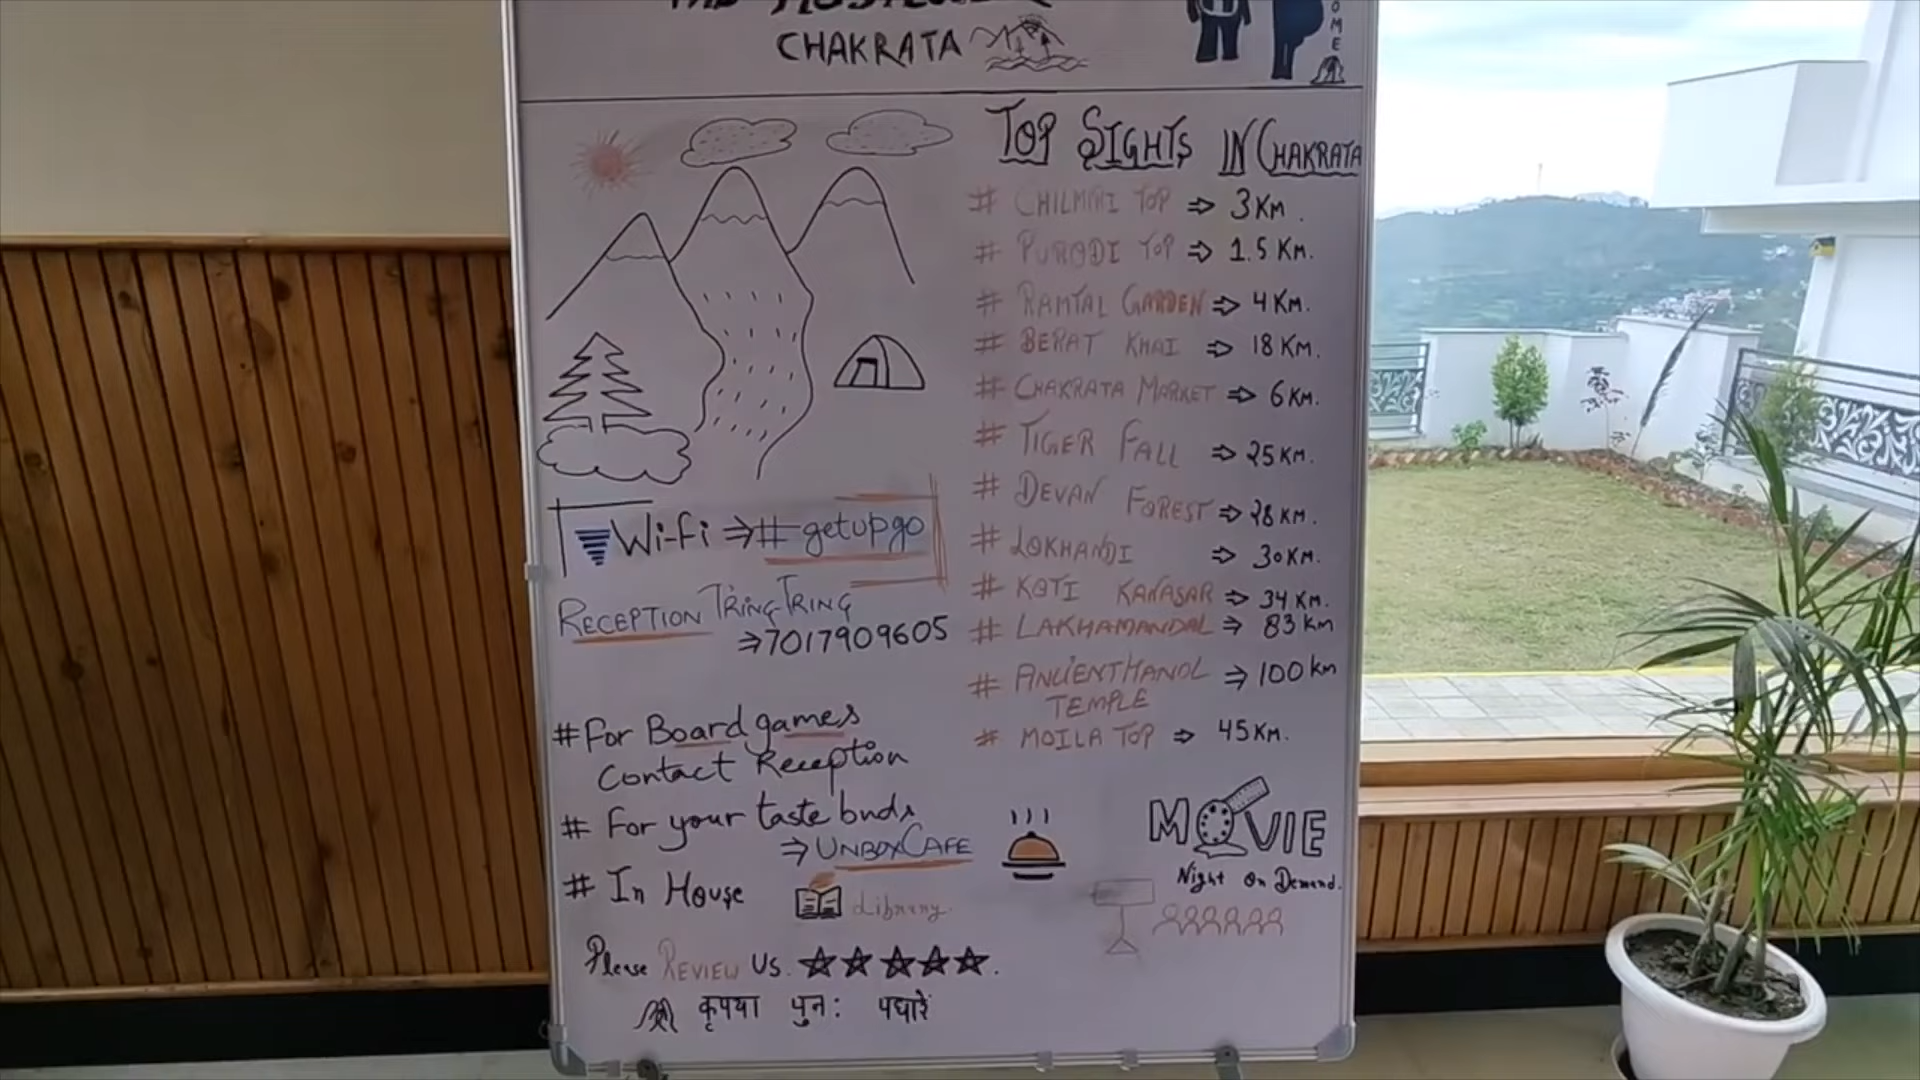 CHAKRATA
OME
TOP SIGHTS IN CHAKRATA
# CHILMRI TOP ⇒ 3 KM.
# PURODI TOP ⇒ 1.5 KM.
# RAMTAL GARDEN ⇒ 4 KM.
# BERAT KHAI ⇒ 18 KM.
# CHAKRATA MARKET ⇒ 6 KM.
# TIGER FALL ⇒ 25 KM.
# DEVAN FOREST ⇒ 28 KM.
# LOKHANDI ⇒ 30 KM.
# KOTI KANASAR ⇒ 34 KM.
# LAKHAMANDAL ⇒ 83 KM
# ANCIENT HANOL ⇒ 100 km
TEMPLE
# MOILA TOP ⇒ 45 KM.
Wi-Fi ⇒ # getupgo
RECEPTION TRING-TRING
⇒ 7017909605
# For Board games
Contact Reception
# For your taste buds
⇒ UNBOX CAFE
# In House Library.
MOVIE
Night On Demand.
Please REVIEW Us. ☆☆☆☆☆.
कृपया पुन: पधारें